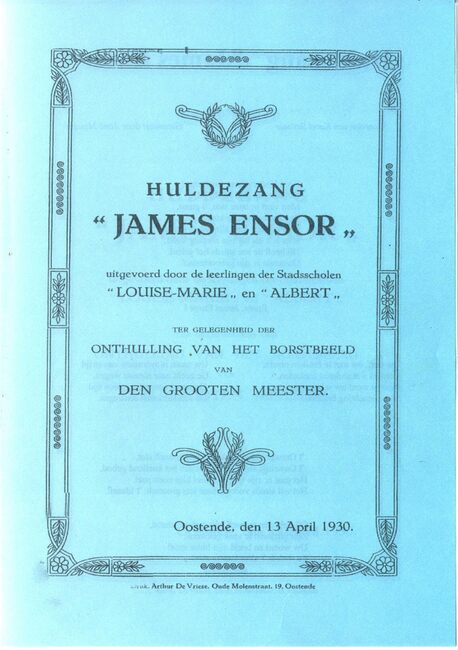 HULDEZANG
“ JAMES ENSOR „
uitgevoerd door de leerlingen der Stadsscholen
“ LOUISE-MARIE „ en “ ALBERT „
TER GELEGENHEID DER
ONTHULLING VAN HET BORSTBEELD
VAN
DEN GROOTEN MEESTER.
Oostende, den 13 April 1930.
Druk. Arthur De Vriese, Oude Molenstraat, 19, Oostende